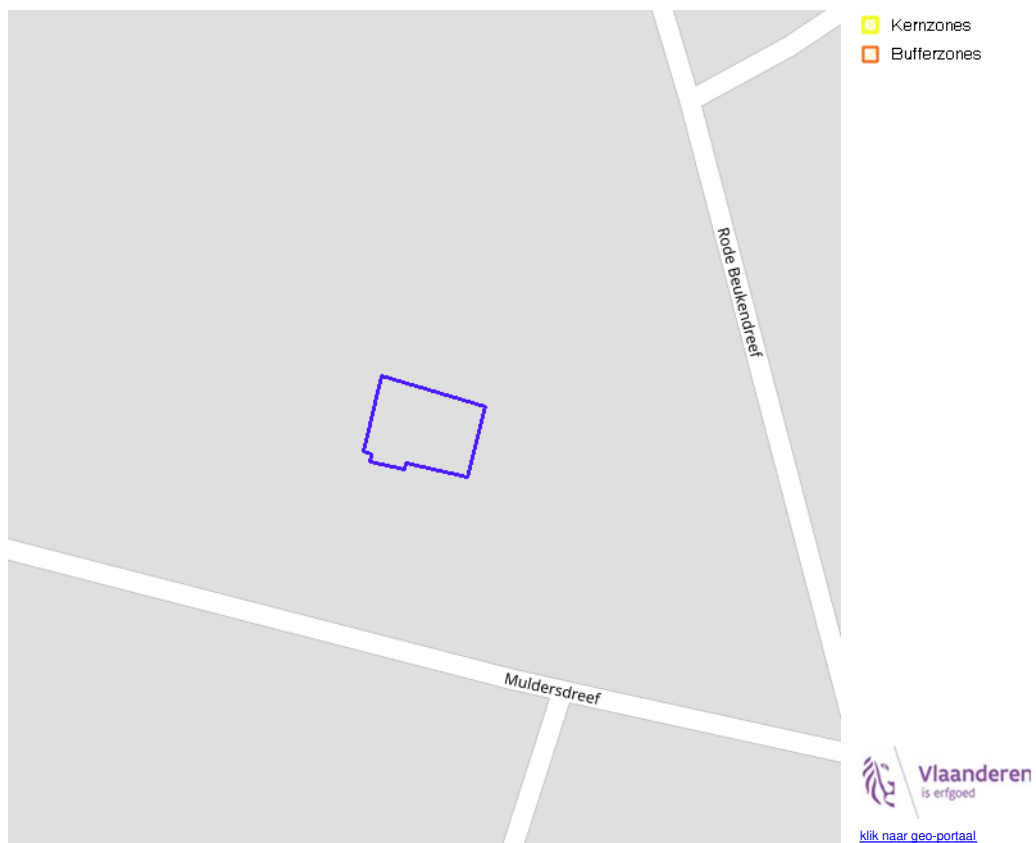 Kernzones
Bufferzones
Rode Beukendreef
Muldersdreef
Vlaanderen
is erfgoed
klik naar geo-portaal